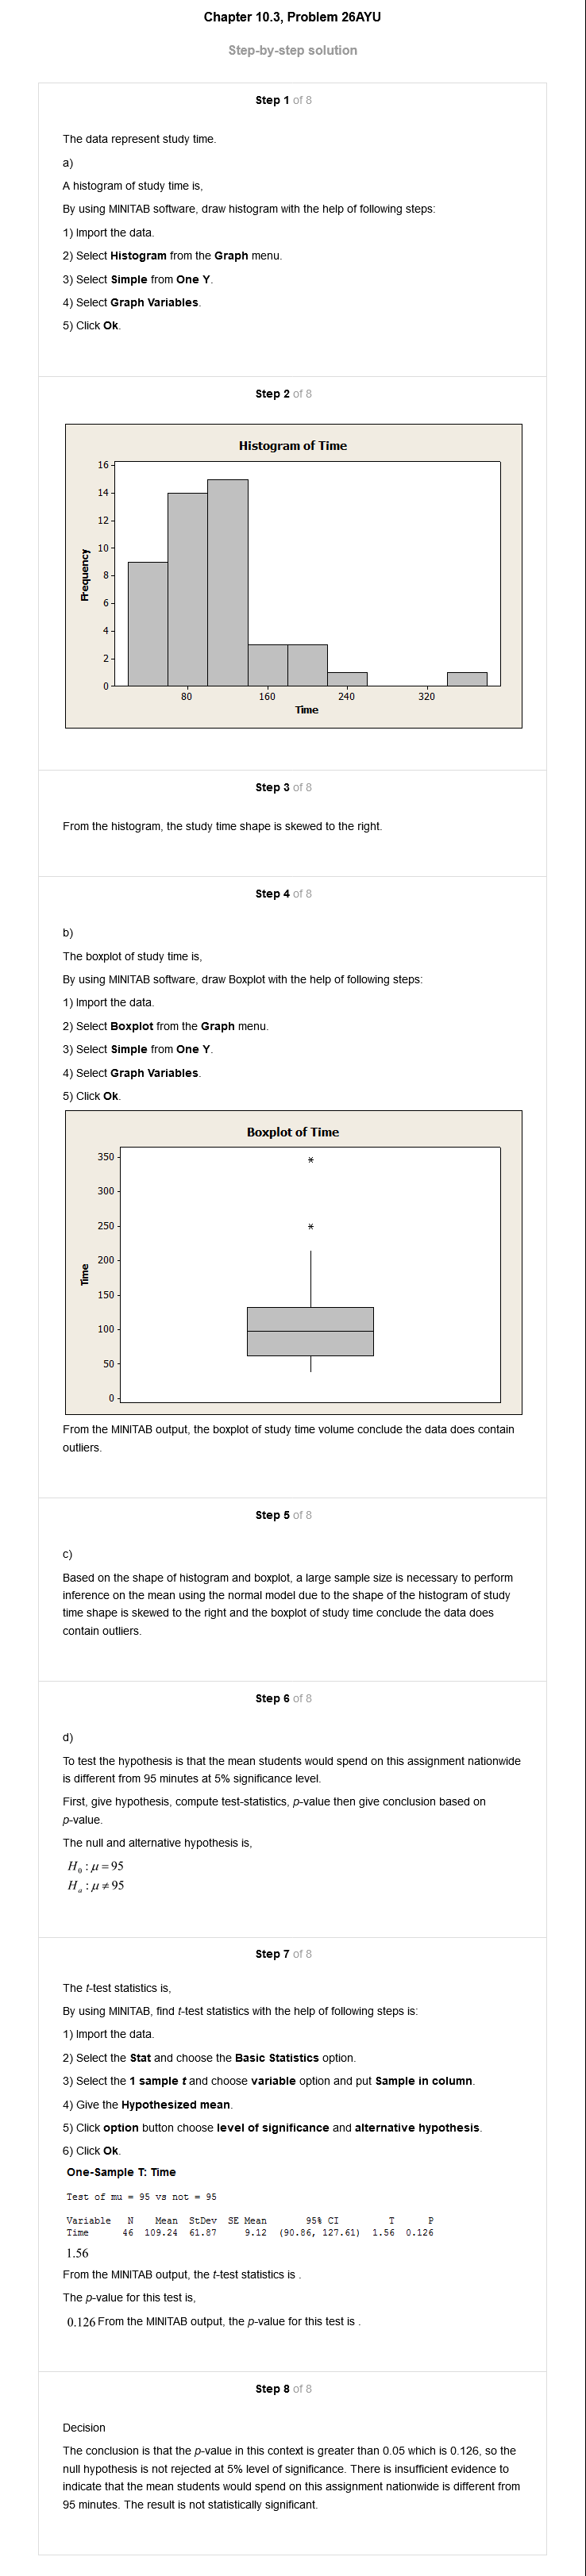 Chapter 10.3, Problem 26AYU
Step-by-step solution
Step 1 of 8
The data represent study time.
a)
A histogram of study time is,
By using MINITAB software, draw histogram with the help of following steps:
1) Import the data.
2) Select Histogram from the Graph menu.
3) Select Simple from One Y.
4) Select Graph Variables.
5) Click Ok.
Step 2 of 8
Histogram of Time
16
14
12
10
8
6
4
2
0
Frequency
80 160 240 320
Time
Step 3 of 8
From the histogram, the study time shape is skewed to the right.
Step 4 of 8
b)
The boxplot of study time is,
By using MINITAB software, draw Boxplot with the help of following steps:
1) Import the data.
2) Select Boxplot from the Graph menu.
3) Select Simple from One Y.
4) Select Graph Variables.
5) Click Ok.
Boxplot of Time
350
300
250
200
150
100
50
0
Time
From the MINITAB output, the boxplot of study time volume conclude the data does contain
outliers.
Step 5 of 8
c)
Based on the shape of histogram and boxplot, a large sample size is necessary to perform
inference on the mean using the normal model due to the shape of the histogram of study
time shape is skewed to the right and the boxplot of study time conclude the data does
contain outliers.
Step 6 of 8
d)
To test the hypothesis is that the mean students would spend on this assignment nationwide
is different from 95 minutes at 5% significance level.
First, give hypothesis, compute test-statistics, p-value then give conclusion based on
p-value.
The null and alternative hypothesis is,
H₀ : μ = 95
Hₐ : μ ≠ 95
Step 7 of 8
The t-test statistics is,
By using MINITAB, find t-test statistics with the help of following steps is:
1) Import the data.
2) Select the Stat and choose the Basic Statistics option.
3) Select the 1 sample t and choose variable option and put Sample in column.
4) Give the Hypothesized mean.
5) Click option button choose level of significance and alternative hypothesis.
6) Click Ok.
One-Sample T: Time
Test of mu = 95 vs not = 95
Variable N Mean StDev SE Mean 95% CI T P
Time 46 109.24 61.87 9.12 (90.86, 127.61) 1.56 0.126
1.56
From the MINITAB output, the t-test statistics is .
The p-value for this test is,
0.126 From the MINITAB output, the p-value for this test is .
Step 8 of 8
Decision
The conclusion is that the p-value in this context is greater than 0.05 which is 0.126, so the
null hypothesis is not rejected at 5% level of significance. There is insufficient evidence to
indicate that the mean students would spend on this assignment nationwide is different from
95 minutes. The result is not statistically significant.